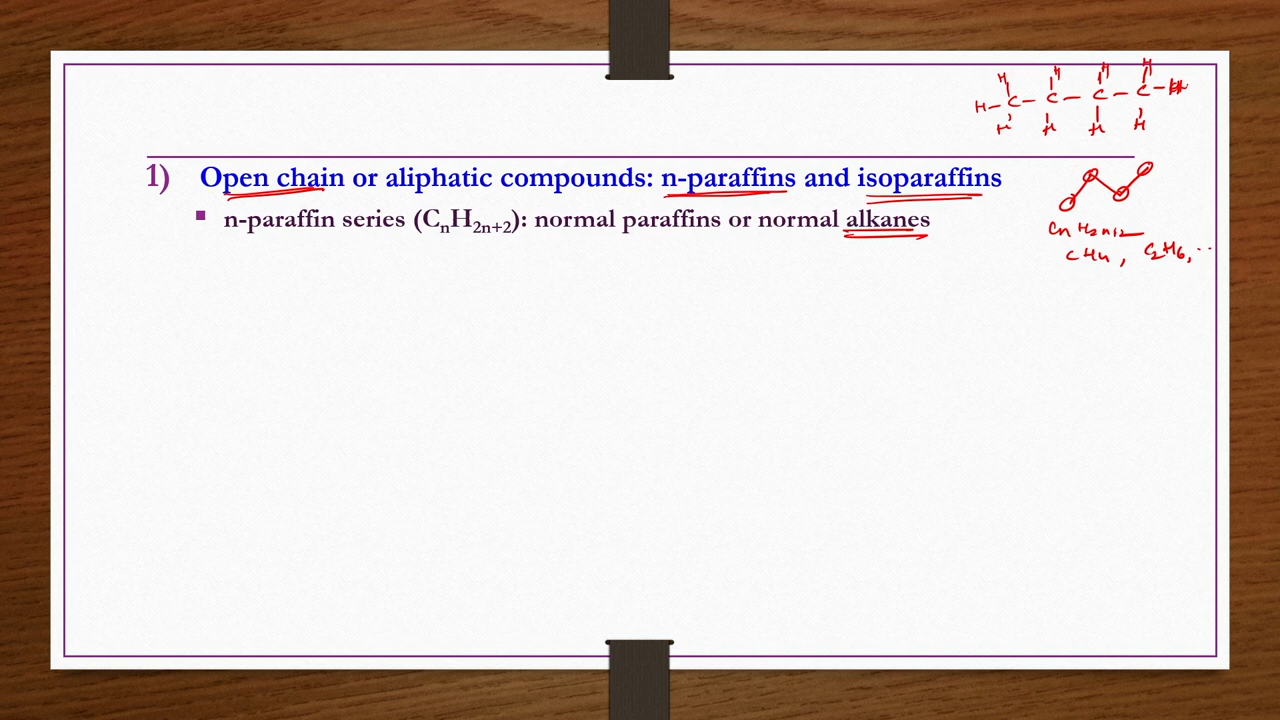 H H H H
H-C-C-C-C-
H H H H
1) Open chain or aliphatic compounds: n-paraffins and isoparaffins
▪ n-paraffin series (CnH2n+2): normal paraffins or normal alkanes
CnH2n+2
CH4, C2H6, ..